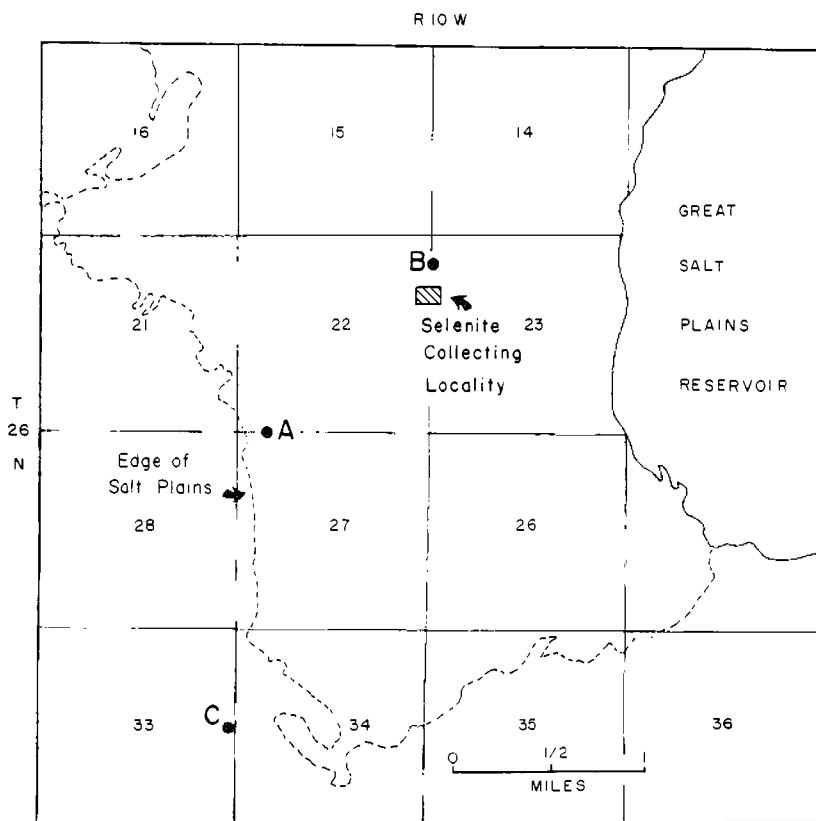 R 10 W
16
15
14
GREAT
SALT
PLAINS
RESERVOIR
B
21
22
23
Selenite
Collecting
Locality
T
26
N
A
Edge of
Salt Plains
28
27
26
C
33
34
35
36
0
1/2
1
MILES